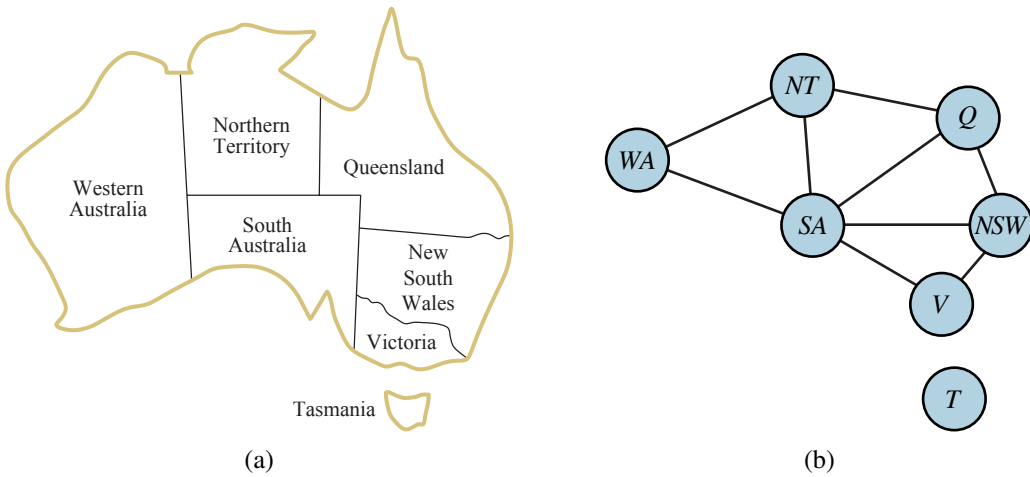 Northern
Territory
Western
Australia
Queensland
South
Australia
New
South
Wales
Victoria
Tasmania
(a)
NT
Q
WA
SA
NSW
V
T
(b)